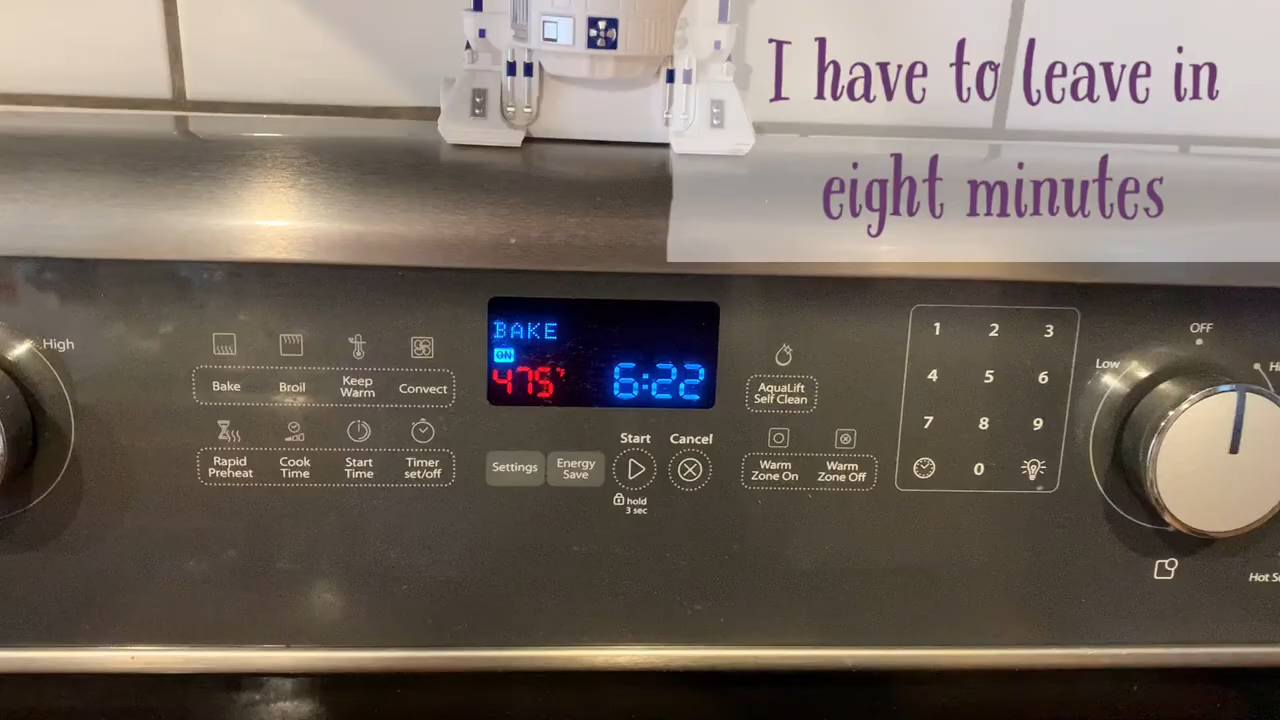 I have to leave in
eight minutes
High
Bake
Broil
Keep
Warm
Convect
Rapid
Preheat
Cook
Time
Start
Time
Timer
set/off
BAKE
ON
475°
6:22
Settings
Energy
Save
Start
Cancel
hold
3 sec
AquaLift
Self Clean
Warm
Zone On
Warm
Zone Off
1 2 3
4 5 6
7 8 9
0
OFF
Low